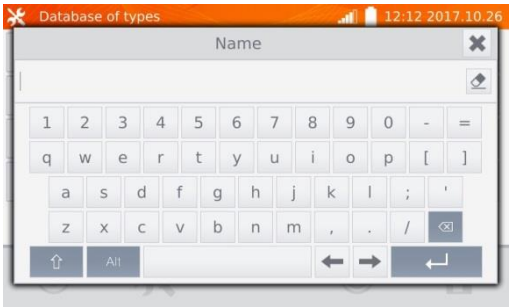 Database of types 12:12 2017.10.26
Name
1 2 3 4 5 6 7 8 9 0 - =
q w e r t y u i o p [ ]
a s d f g h j k l ; '
z x c v b n m , . /
Alt